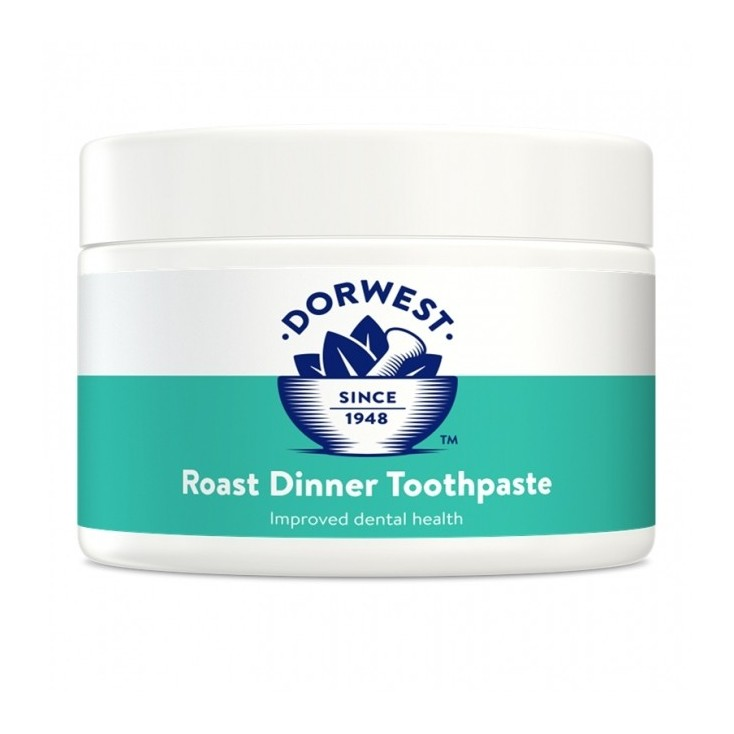 ·DORWEST·
SINCE
1948
TM
Roast Dinner Toothpaste
Improved dental health